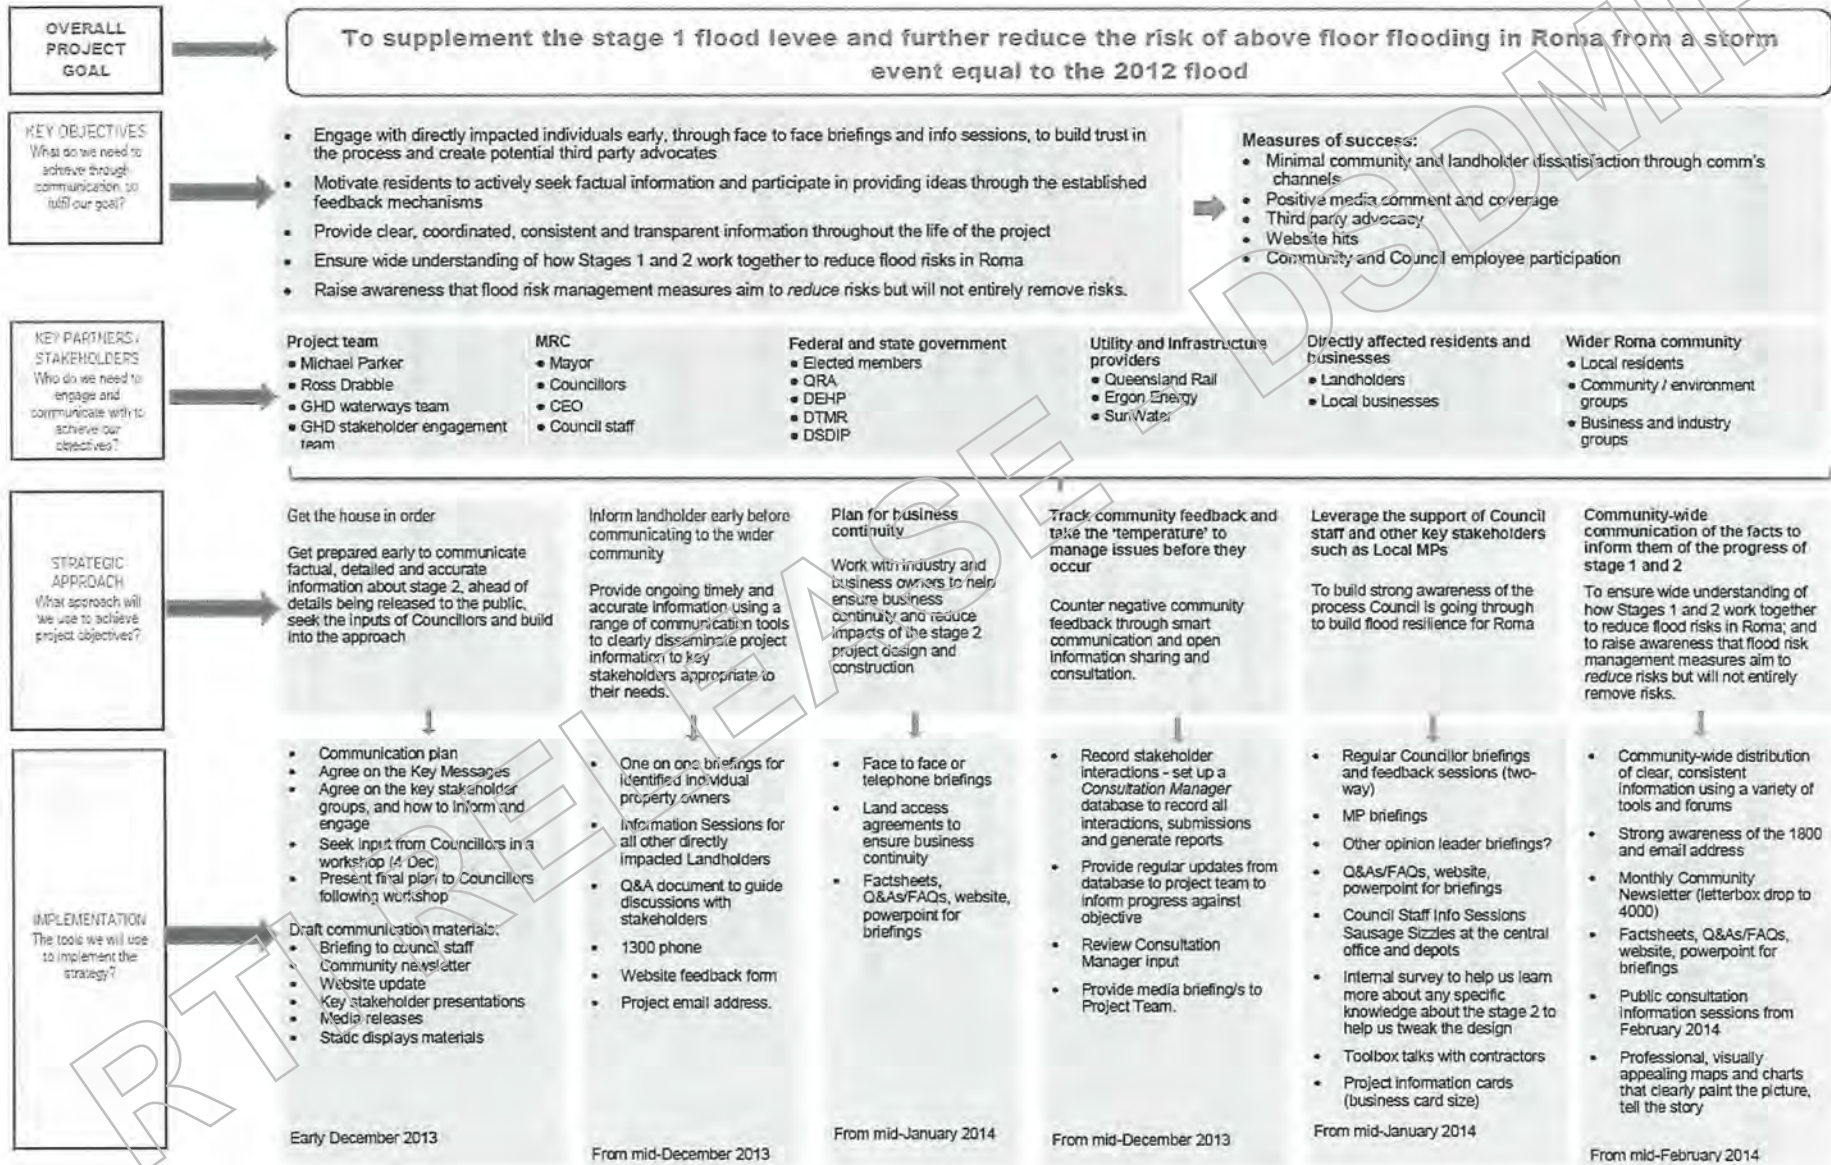 OVERALL
PROJECT
GOAL
To supplement the stage 1 flood levee and further reduce the risk of above floor flooding in Roma from a storm
event equal to the 2012 flood
KEY OBJECTIVES
What do we need to
achieve through
communication, to
fulfil our goal?
• Engage with directly impacted individuals early, through face to face briefings and info sessions, to build trust in
the process and create potential third party advocates
• Motivate residents to actively seek factual information and participate in providing ideas through the established
feedback mechanisms
• Provide clear, coordinated, consistent and transparent information throughout the life of the project
• Ensure wide understanding of how Stages 1 and 2 work together to reduce flood risks in Roma
• Raise awareness that flood risk management measures aim to reduce risks but will not entirely remove risks.
Measures of success:
• Minimal community and landholder dissatisfaction through comm's
channels
• Positive media comment and coverage
• Third party advocacy
• Website hits
• Community and Council employee participation
KEY PARTNERS /
STAKEHOLDERS
Who do we need to
engage and
communicate with to
achieve our
objectives?
Project team
• Michael Parker
• Ross Drabble
• GHD waterways team
• GHD stakeholder engagement
team
MRC
• Mayor
• Councillors
• CEO
• Council staff
Federal and state government
• Elected members
• QRA
• DEHP
• DTMR
• DSDIP
Utility and Infrastructure
providers
• Queensland Rail
• Ergon Energy
• SunWater
Directly affected residents and
businesses
• Landholders
• Local businesses
Wider Roma community
• Local residents
• Community / environment
groups
• Business and industry
groups
STRATEGIC
APPROACH
What approach will
we use to achieve
project objectives?
Get the house in order
Get prepared early to communicate
factual, detailed and accurate
information about stage 2, ahead of
details being released to the public,
seek the inputs of Councillors and build
into the approach
Inform landholder early before
communicating to the wider
community
Provide ongoing timely and
accurate information using a
range of communication tools
to clearly disseminate project
information to key
stakeholders appropriate to
their needs.
Plan for business
continuity
Work with industry and
business owners to help
ensure business
continuity and reduce
impacts of the stage 2
project design and
construction
Track community feedback and
take the 'temperature' to
manage issues before they
occur
Counter negative community
feedback through smart
communication and open
information sharing and
consultation.
Leverage the support of Council
staff and other key stakeholders
such as Local MPs
To build strong awareness of the
process Council is going through
to build flood resilience for Roma
Community-wide
communication of the facts to
inform them of the progress of
stage 1 and 2
To ensure wide understanding of
how Stages 1 and 2 work together
to reduce flood risks in Roma; and
to raise awareness that flood risk
management measures aim to
reduce risks but will not entirely
remove risks.
IMPLEMENTATION
The tools we will use
to implement the
strategy?
• Communication plan
• Agree on the Key Messages
• Agree on the key stakeholder
groups, and how to inform and
engage
• Seek input from Councillors in a
workshop (4 Dec)
• Present final plan to Councillors
following workshop
Draft communication materials:
• Briefing to council staff
• Community newsletter
• Website update
• Key stakeholder presentations
• Media releases
• Static displays materials
Early December 2013
• One on one briefings for
identified individual
property owners
• Information Sessions for
all other directly
impacted Landholders
• Q&A document to guide
discussions with
stakeholders
• 1300 phone
• Website feedback form
• Project email address.
From mid-December 2013
• Face to face or
telephone briefings
• Land access
agreements to
ensure business
continuity
• Factsheets,
Q&As/FAQs, website,
powerpoint for
briefings
From mid-January 2014
• Record stakeholder
interactions - set up a
Consultation Manager
database to record all
interactions, submissions
and generate reports
• Provide regular updates from
database to project team to
inform progress against
objective
• Review Consultation
Manager input
• Provide media briefing/s to
Project Team.
From mid-December 2013
• Regular Councillor briefings
and feedback sessions (two-
way)
• MP briefings
• Other opinion leader briefings?
• Q&As/FAQs, website,
powerpoint for briefings
• Council Staff Info Sessions
Sausage Sizzles at the central
office and depots
• Internal survey to help us learn
more about any specific
knowledge about the stage 2 to
help us tweak the design
• Toolbox talks with contractors
• Project information cards
(business card size)
From mid-January 2014
• Community-wide distribution
of clear, consistent
information using a variety of
tools and forums
• Strong awareness of the 1800
and email address
• Monthly Community
Newsletter (letterbox drop to
4000)
• Factsheets, Q&As/FAQs,
website, powerpoint for
briefings
• Public consultation
information sessions from
February 2014
• Professional, visually
appealing maps and charts
that clearly paint the picture,
tell the story
From mid-February 2014
RTI RELEASE - DSDMIP